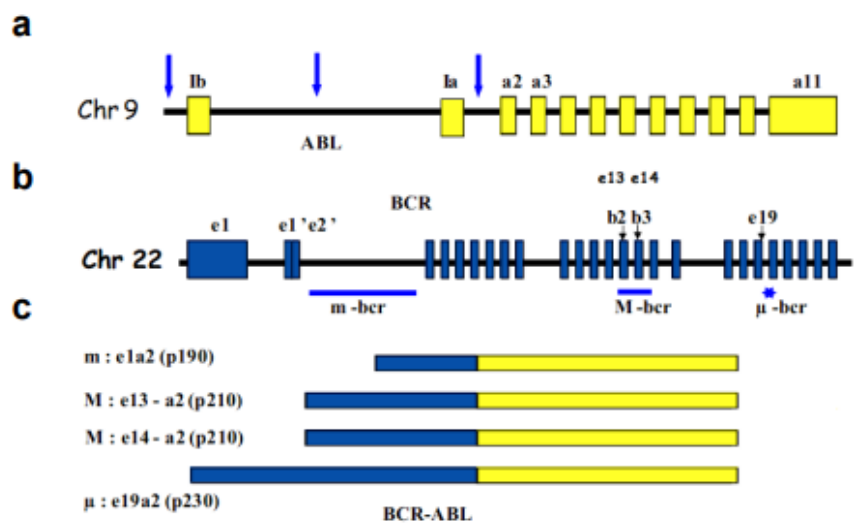 a
Ib Ia a2 a3 a11
Chr 9
ABL
b
e13 e14
BCR
e1 e1 ’e2 ’ b2 b3 e19
Chr 22
m -bcr M -bcr µ -bcr
c
m : e1a2 (p190)
M : e13 - a2 (p210)
M : e14 - a2 (p210)
µ : e19a2 (p230)
BCR-ABL